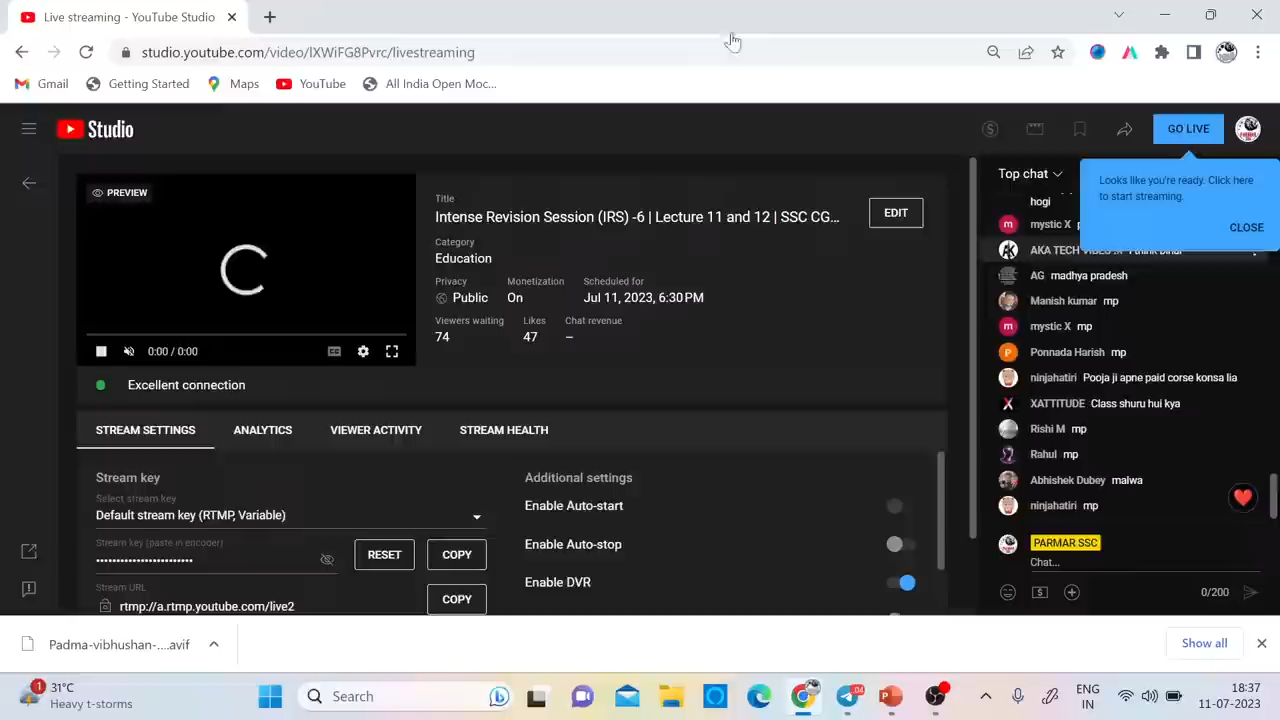 Live streaming - YouTube Studio
studio.youtube.com/video/lXWiFG8Pvrc/livestreaming
Gmail
Getting Started
Maps
YouTube
All India Open Moc...
Studio
GO LIVE
PREVIEW
0:00 / 0:00
Excellent connection
Title
Intense Revision Session (IRS) -6 | Lecture 11 and 12 | SSC CG...
EDIT
Category
Education
Privacy
Monetization
Scheduled for
Public
On
Jul 11, 2023, 6:30 PM
Viewers waiting
Likes
Chat revenue
74
47
–
STREAM SETTINGS
ANALYTICS
VIEWER ACTIVITY
STREAM HEALTH
Stream key
Select stream key
Default stream key (RTMP, Variable)
Stream key (paste in encoder)
••••••••••••••••••••••••
RESET
COPY
Stream URL
rtmp://a.rtmp.youtube.com/live2
COPY
Additional settings
Enable Auto-start
Enable Auto-stop
Enable DVR
Top chat
Looks like you're ready. Click here
to start streaming.
CLOSE
hogi
mystic X
AKA TECH
AG madhya pradesh
Manish kumar mp
mystic X mp
Ponnada Harish mp
ninjahatiri Pooja ji apne paid corse konsa lia
XATTITUDE Class shuru hui kya
Rishi M mp
Rahul mp
Abhishek Dubey malwa
ninjahatiri mp
PARMAR SSC
Chat...
0/200
Padma-vibhushan-....avif
Show all
1
31°C
Heavy t-storms
Search
04
ENG
IN
18:37
11-07-2023